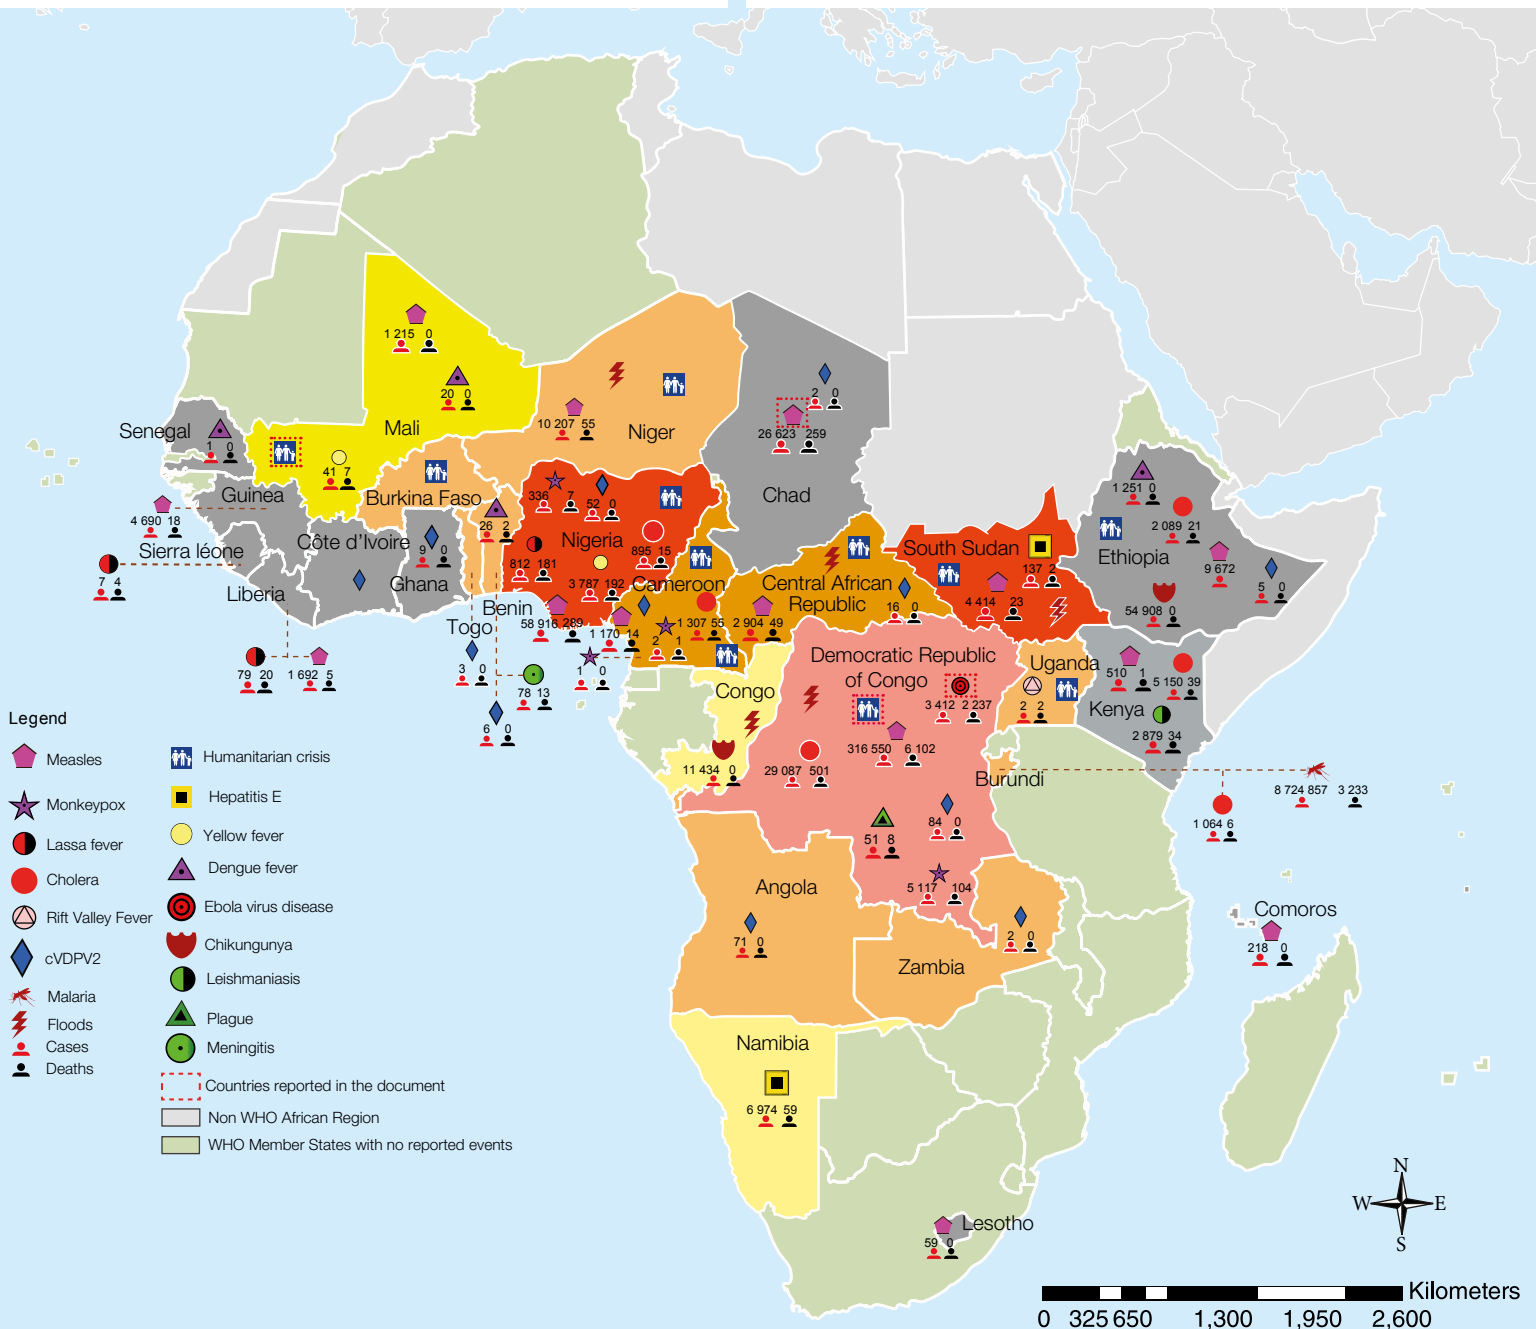 1 215 0
20 0
Mali
Senegal
1 0
41 7
10 207 55
Niger
2 0
26 623 259
Chad
Guinea
4 690 18
Burkina Faso
26 2
336 7
52 0
Nigeria
895 15
812 181
3 787 192
Sierra léone
7 4
Côte d'Ivoire
9 0
Ghana
Liberia
79 20
1 692 5
Benin
58 916 289
Togo
3 0
78 13
6 0
Cameroon
1 170 14
1 307 55
2 1
1 0
Central African
Republic
16 0
2 904 49
South Sudan
137 2
4 414 23
1 251 0
2 089 21
Ethiopia
9 672
5 0
54 908 0
Uganda
2 2
510 1
5 150 39
Kenya
2 879 34
Democratic Republic
of Congo
3 412 2 237
316 550 6 102
29 087 501
84 0
51 8
5 117 104
Congo
11 434 0
Burundi
8 724 857 3 233
1 064 6
Angola
71 0
2 0
Zambia
Comoros
218 0
Namibia
6 974 59
Lesotho
59 0
Legend
Measles
Monkeypox
Lassa fever
Cholera
Rift Valley Fever
cVDPV2
Malaria
Floods
Cases
Deaths
Humanitarian crisis
Hepatitis E
Yellow fever
Dengue fever
Ebola virus disease
Chikungunya
Leishmaniasis
Plague
Meningitis
Countries reported in the document
Non WHO African Region
WHO Member States with no reported events
N
W E
S
Kilometers
0 325 650 1,300 1,950 2,600